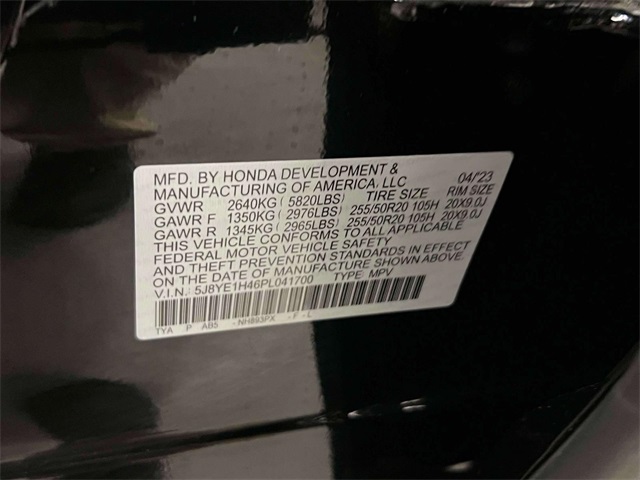 MFD. BY HONDA DEVELOPMENT & 04/23
MANUFACTURING OF AMERICA, LLC
GVWR 2640KG ( 5820LBS) TIRE SIZE RIM SIZE
GAWR F 1350KG ( 2976LBS) 255/50R20 105H 20X9.0J
GAWR R 1345KG ( 2965LBS) 255/50R20 105H 20X9.0J
THIS VEHICLE CONFORMS TO ALL APPLICABLE
FEDERAL MOTOR VEHICLE SAFETY
AND THEFT PREVENTION STANDARDS IN EFFECT
ON THE DATE OF MANUFACTURE SHOWN ABOVE.
V.I.N.: 5J8YE1H46PL041700 TYPE MPV
TYA P AB5 - NH893PX - F - L